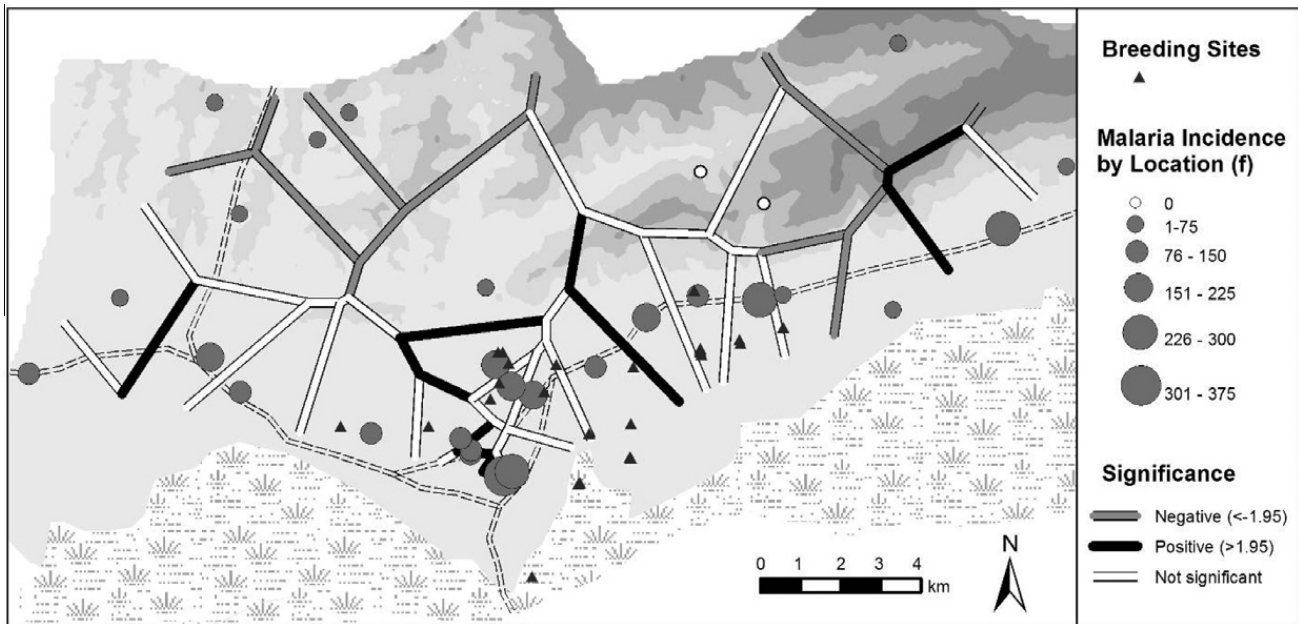 Breeding Sites
Malaria Incidence
by Location (f)
0
1-75
76 - 150
151 - 225
226 - 300
301 - 375
Significance
Negative (<-1.95)
Positive (>1.95)
Not significant
0 1 2 3 4
km
N